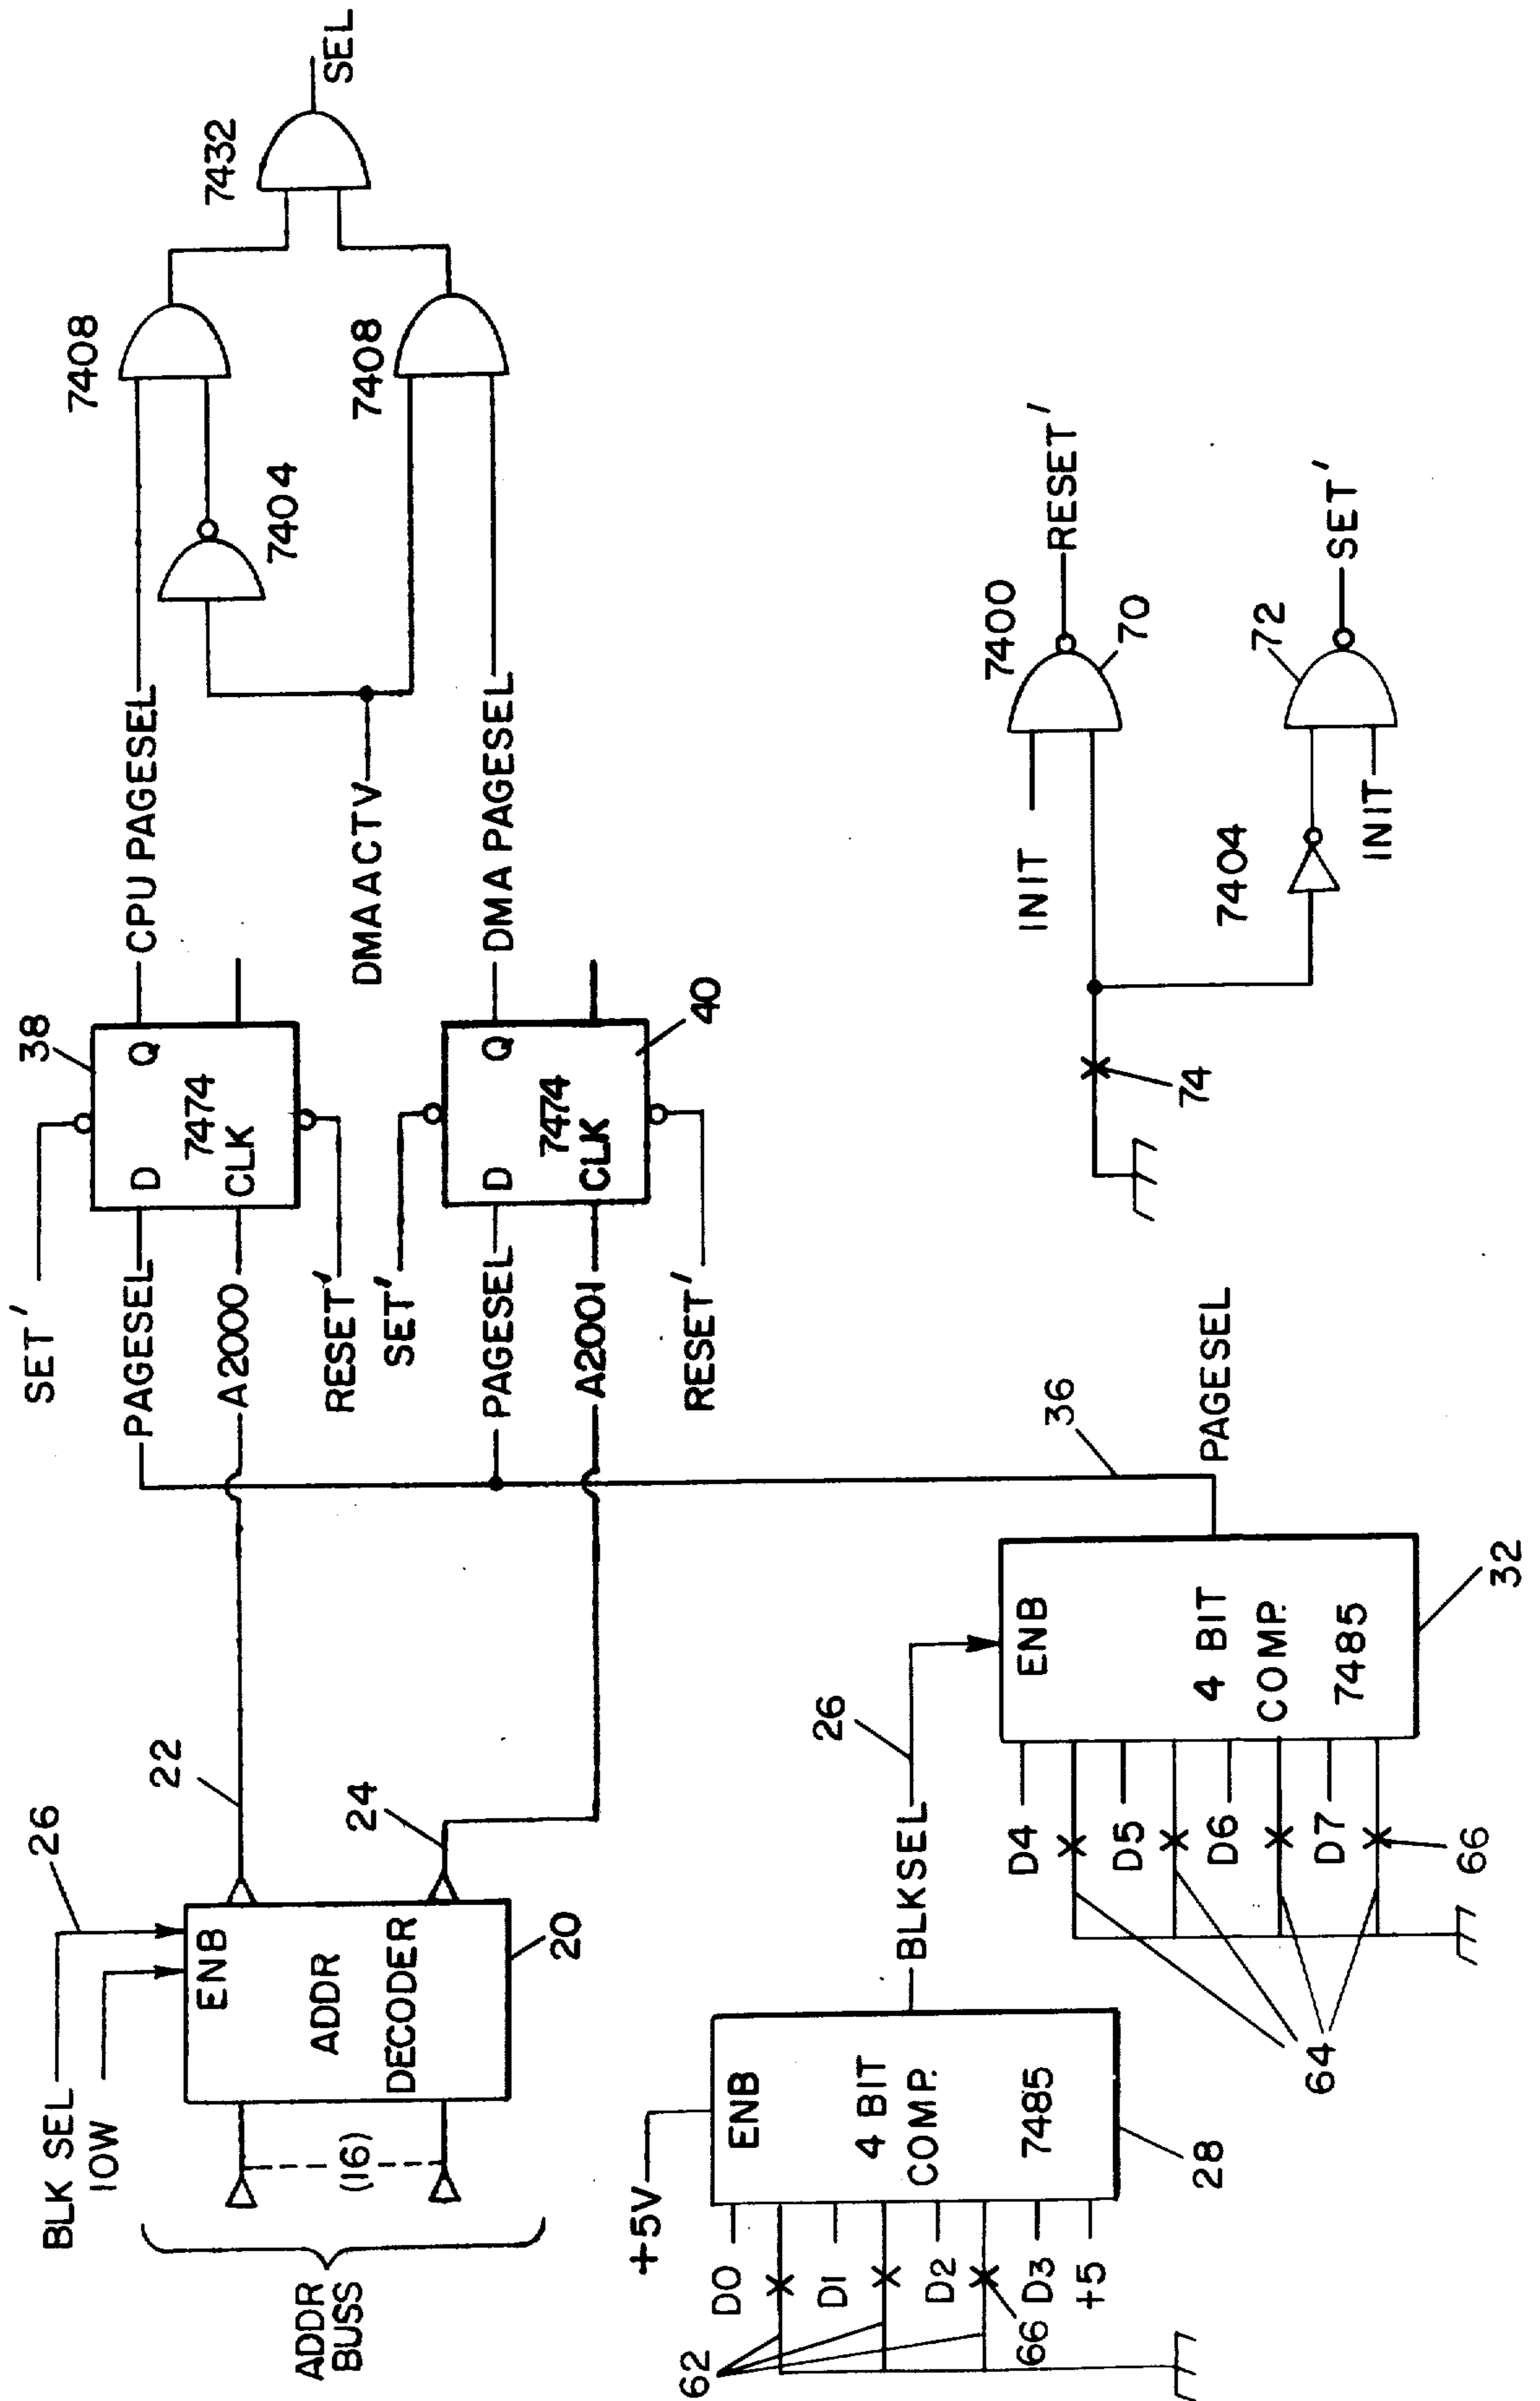 BLK SEL
IOW
26
ADDR
BUSS
(16)
ENB
ADDR
DECODER
20
22
24
SET'
PAGESEL
A2000
RESET'
38
D
Q
7474
CLK
CPU PAGESEL
SET'
PAGESEL
A2001
RESET'
D
Q
7474
CLK
40
DMA PAGESEL
DMA ACTV
7404
7408
7408
7432
SEL
+5V
D0
D1
D2
D3
+5
62
66
ENB
4 BIT
COMP.
7485
28
BLKSEL
26
D4
D5
D6
D7
64
66
ENB
4 BIT
COMP.
7485
32
36
PAGESEL
74
INIT
7400
70
RESET'
7404
INIT
72
SET'